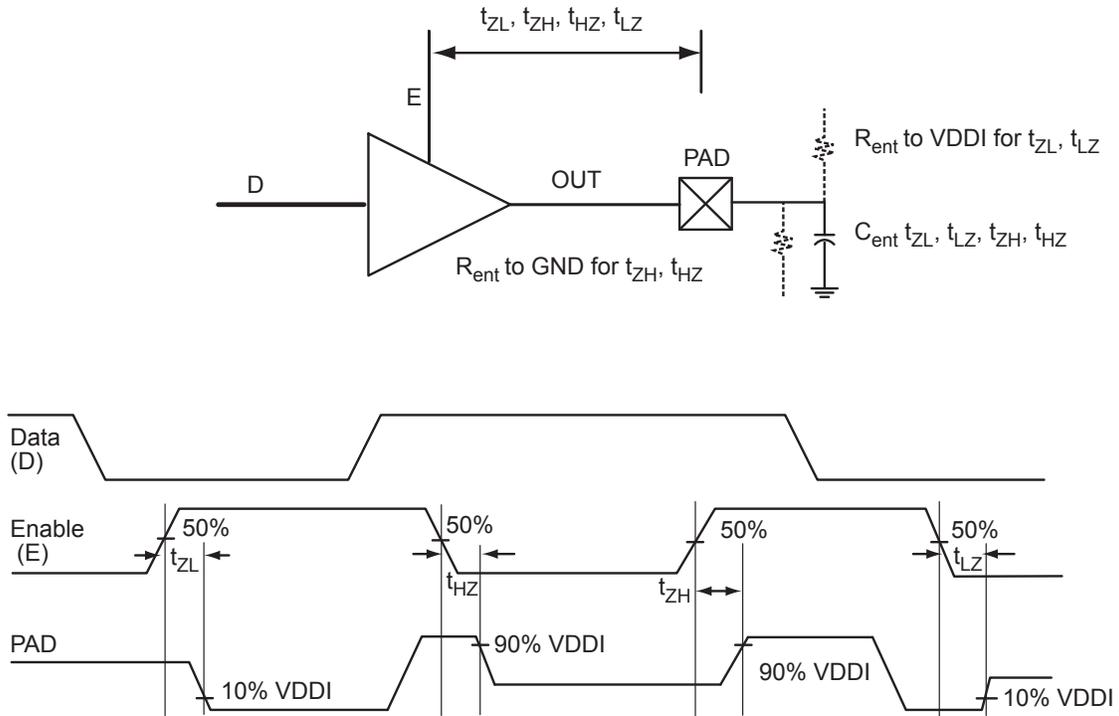 tZL, tZH, tHZ, tLZ
E
Rent to VDDI for tZL, tLZ
PAD
D
OUT
Cent tZL, tLZ, tZH, tHZ
Rent to GND for tZH, tHZ
Data
(D)
Enable
(E)
50%
50%
50%
50%
tZL
tHZ
tZH
tLZ
PAD
10% VDDI
90% VDDI
90% VDDI
10% VDDI